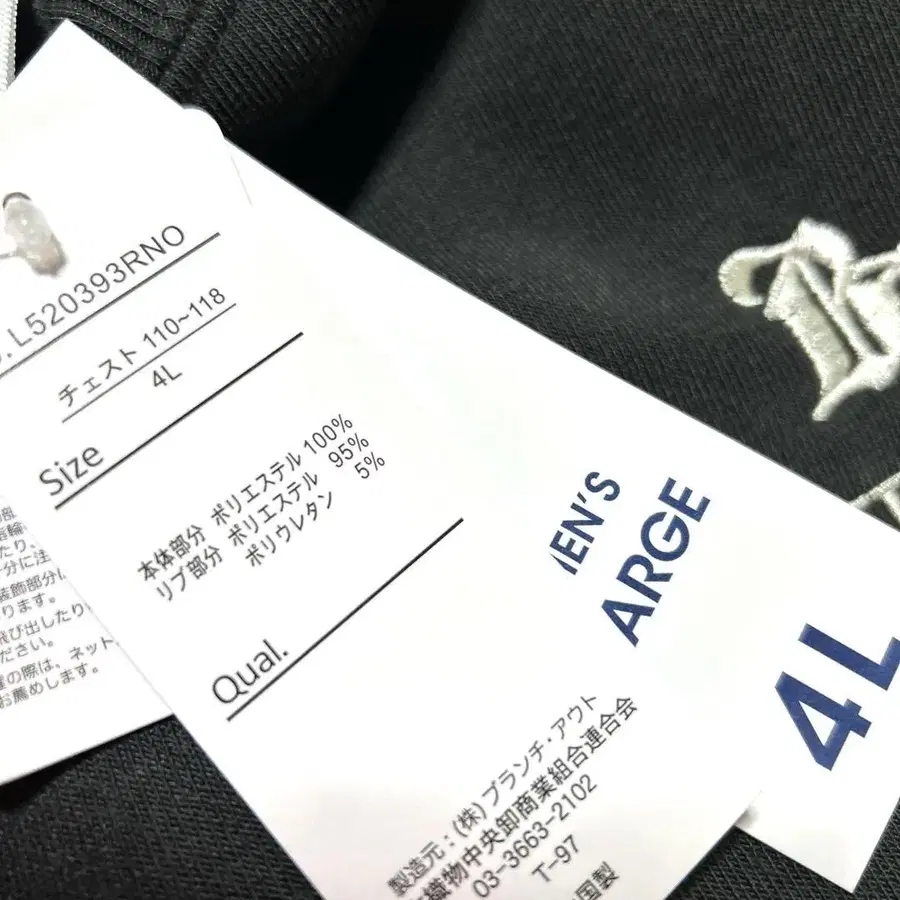 . L520393RNO
チェスト 110~118
4L
Size
本体部分 ポリエステル 100%
リブ部分 ポリエステル 95%
ポリウレタン 5%
Qual.
製造元:(株)ブランチ・アウト
織物中央卸商業組合連合会
03-3663-2102
T-97
国製
EN'S
ARGE
4L
たり、
分に注
装飾部分に
ります。
飛び出したり
ださい。
の際は、ネット
お薦めします。